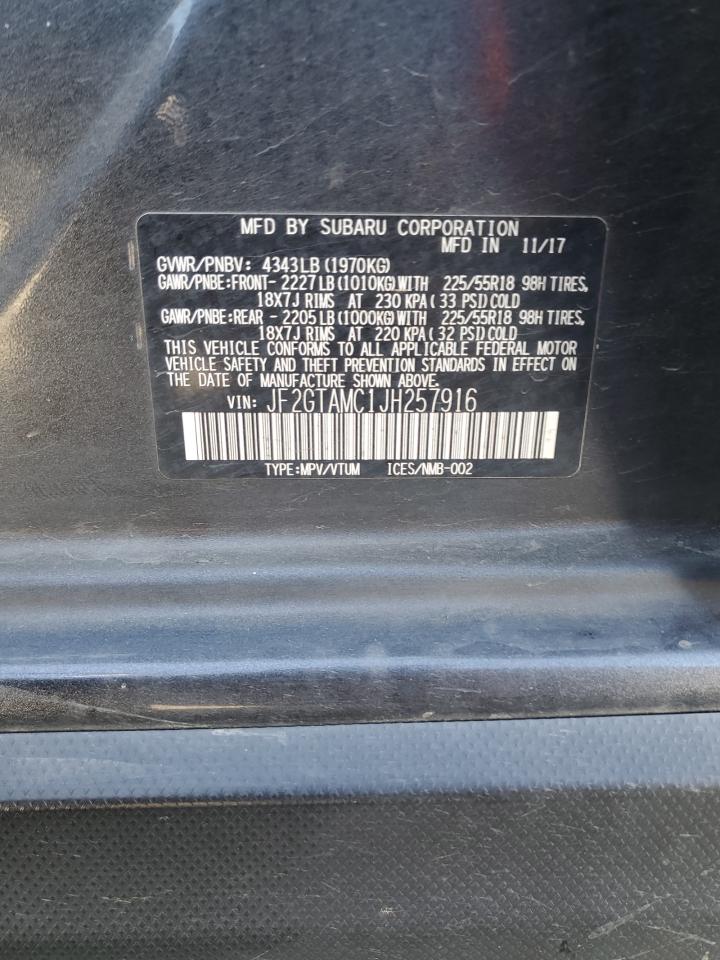 MFD BY SUBARU CORPORATION
MFD IN 11/17
GVWR/PNBV: 4343LB (1970KG)
GAWR/PNBE:FRONT- 2227LB (1010KG) WITH 225/55R18 98H TIRES,
18X7J RIMS AT 230 KPA( 33 PSI) COLD
GAWR/PNBE:REAR - 2205LB (1000KG) WITH 225/55R18 98H TIRES,
18X7J RIMS AT 220 KPA( 32 PSI) COLD
THIS VEHICLE CONFORMS TO ALL APPLICABLE FEDERAL MOTOR
VEHICLE SAFETY AND THEFT PREVENTION STANDARDS IN EFFECT ON
THE DATE OF MANUFACTURE SHOWN ABOVE.
VIN: JF2GTAMC1JH257916
TYPE:MPV/VTUM ICES/NMB-002